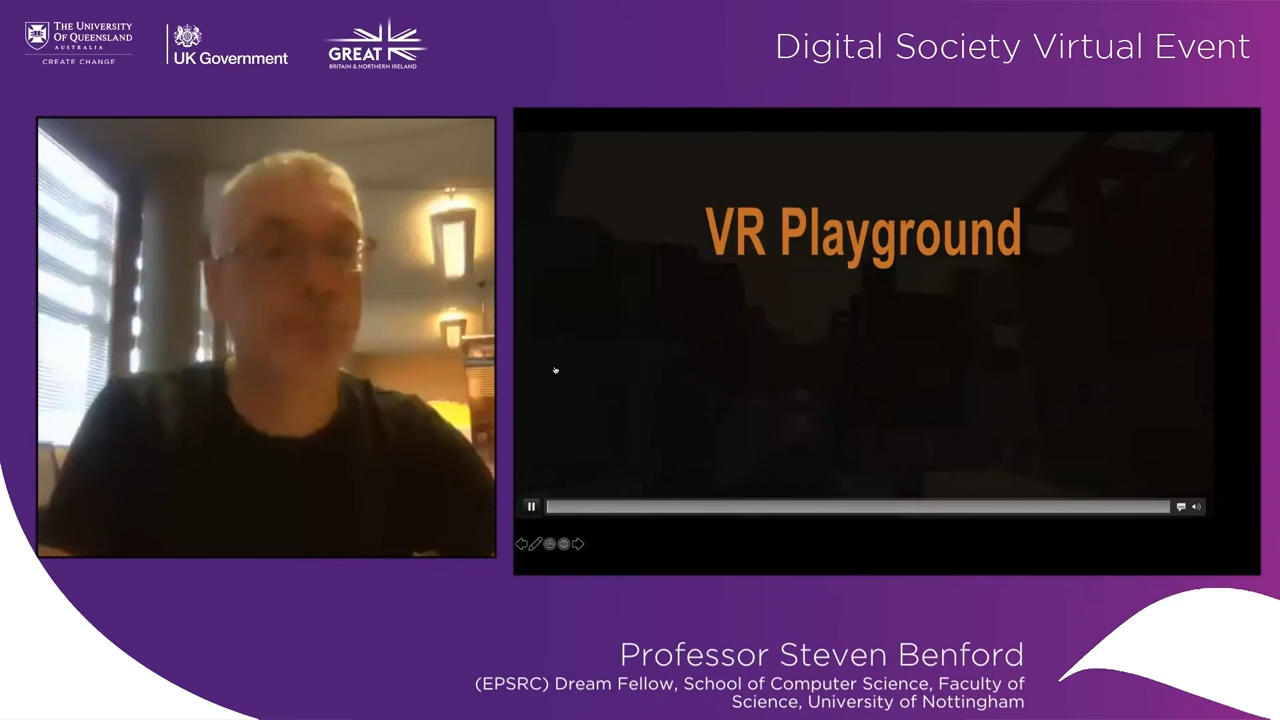 THE UNIVERSITY
OF QUEENSLAND
AUSTRALIA
CREATE CHANGE
UK Government
GREAT
BRITAIN & NORTHERN IRELAND
Digital Society Virtual Event
VR Playground
Professor Steven Benford
(EPSRC) Dream Fellow, School of Computer Science, Faculty of
Science, University of Nottingham